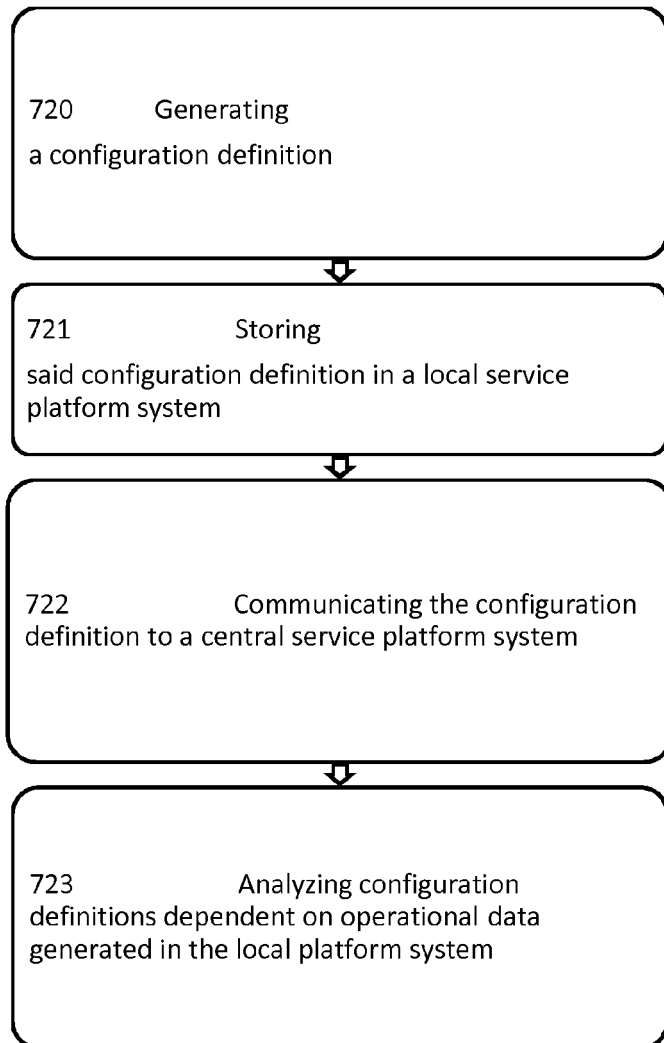 720 Generating
a configuration definition
721 Storing
said configuration definition in a local service
platform system
722 Communicating the configuration
definition to a central service platform system
723 Analyzing configuration
definitions dependent on operational data
generated in the local platform system